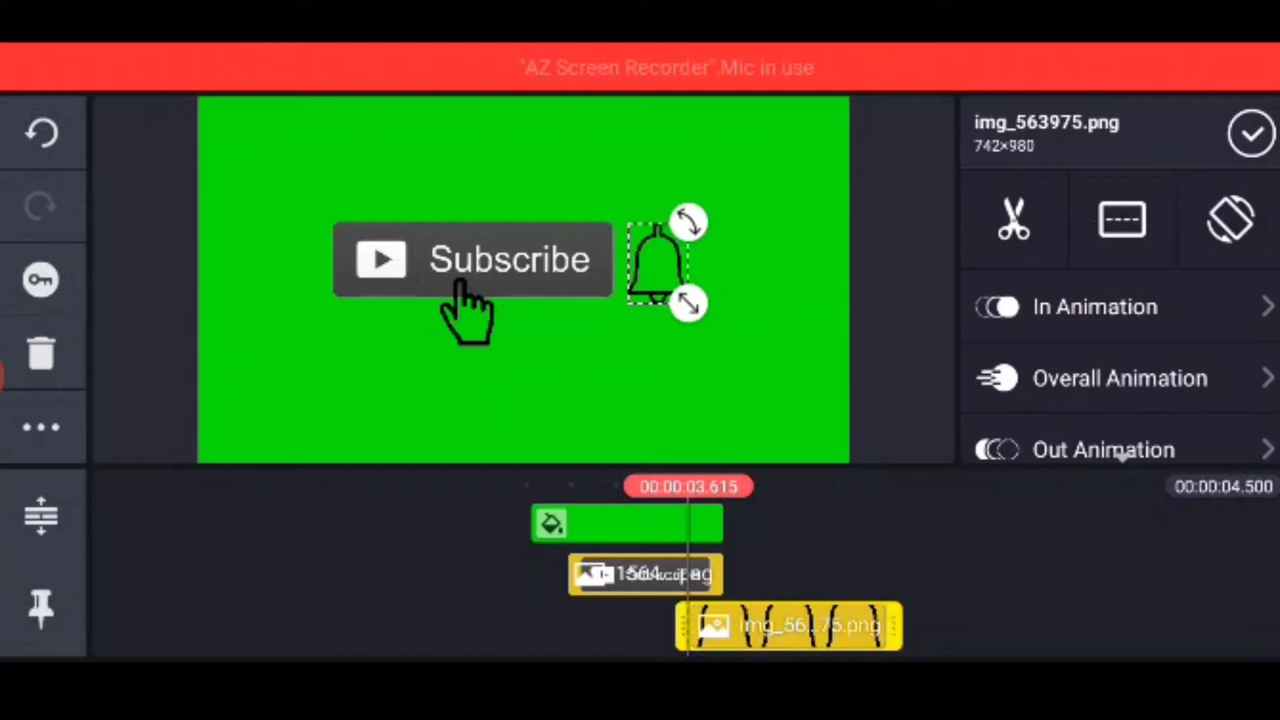 "AZ Screen Recorder",Mic in use
img_563975.png
742×980
Subscribe
In Animation
Overall Animation
Out Animation
00:00:03.615
00:00:04.500
img_56...75.png